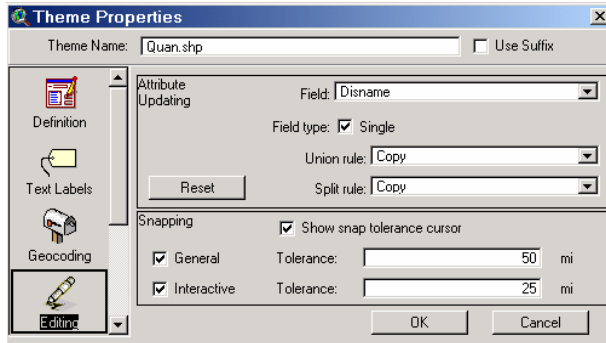 Theme Properties
Theme Name: Quan.shp Use Suffix
Definition
Text Labels
Geocoding
Editing
Attribute Updating
Field: Disname
Field type: Single
Union rule: Copy
Reset
Split rule: Copy
Snapping
Show snap tolerance cursor
General Tolerance: 50 mi
Interactive Tolerance: 25 mi
OK Cancel